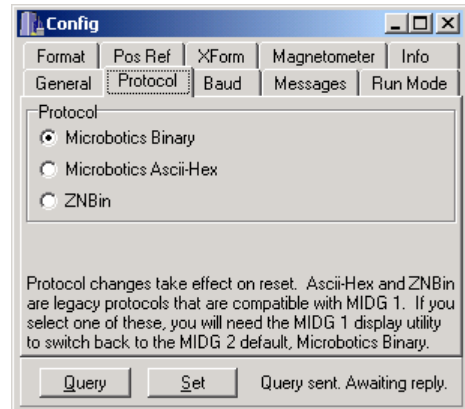 Config
Format Pos Ref XForm Magnetometer Info
General Protocol Baud Messages Run Mode
Protocol
Microbotics Binary
Microbotics Ascii-Hex
ZNBin
Protocol changes take effect on reset. Ascii-Hex and ZNBin
are legacy protocols that are compatible with MIDG 1. If you
select one of these, you will need the MIDG 1 display utility
to switch back to the MIDG 2 default, Microbotics Binary.
Query Set Query sent. Awaiting reply.